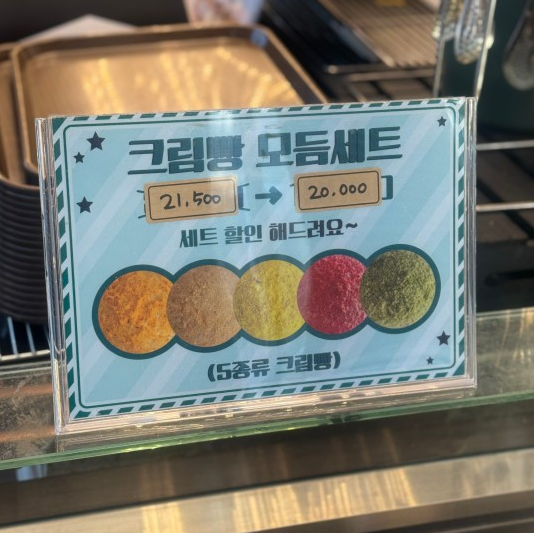 크림빵 모듬세트
21,500 → 20.000
세트 할인 해드려요~
(5종류 크림빵)